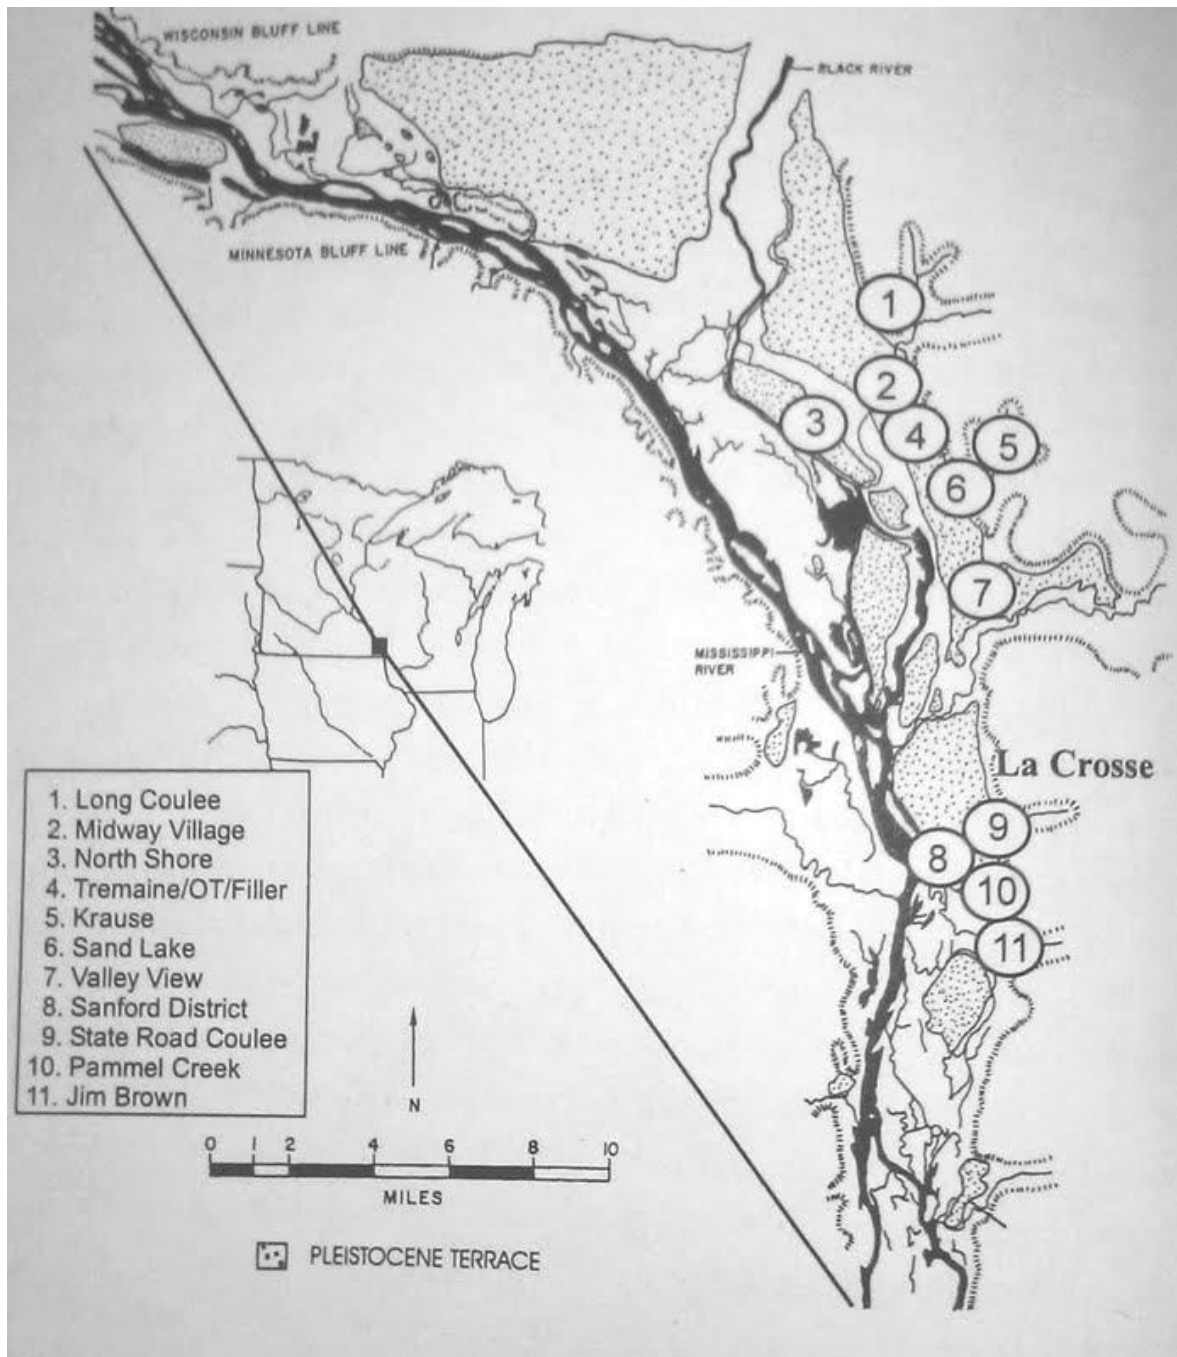 WISCONSIN BLUFF LINE
BLACK RIVER
MINNESOTA BLUFF LINE
1
2
3
4
5
6
7
MISSISSIPPI
RIVER
La Crosse
9
8
10
11
1. Long Coulee
2. Midway Village
3. North Shore
4. Tremaine/OT/Filler
5. Krause
6. Sand Lake
7. Valley View
8. Sanford District
9. State Road Coulee
10. Pammel Creek
11. Jim Brown
N
0 1 2 4 6 8 10
MILES
PLEISTOCENE TERRACE